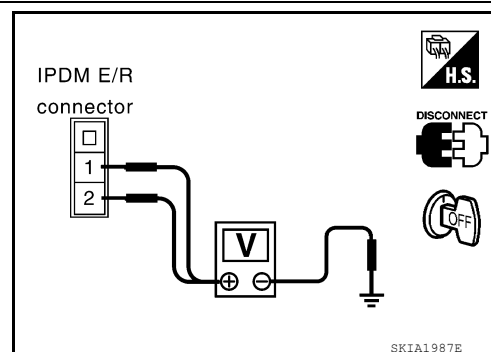 IPDM E/R
connector
H.S.
DISCONNECT
1
2
OFF
V
+ −
SKIA1987E